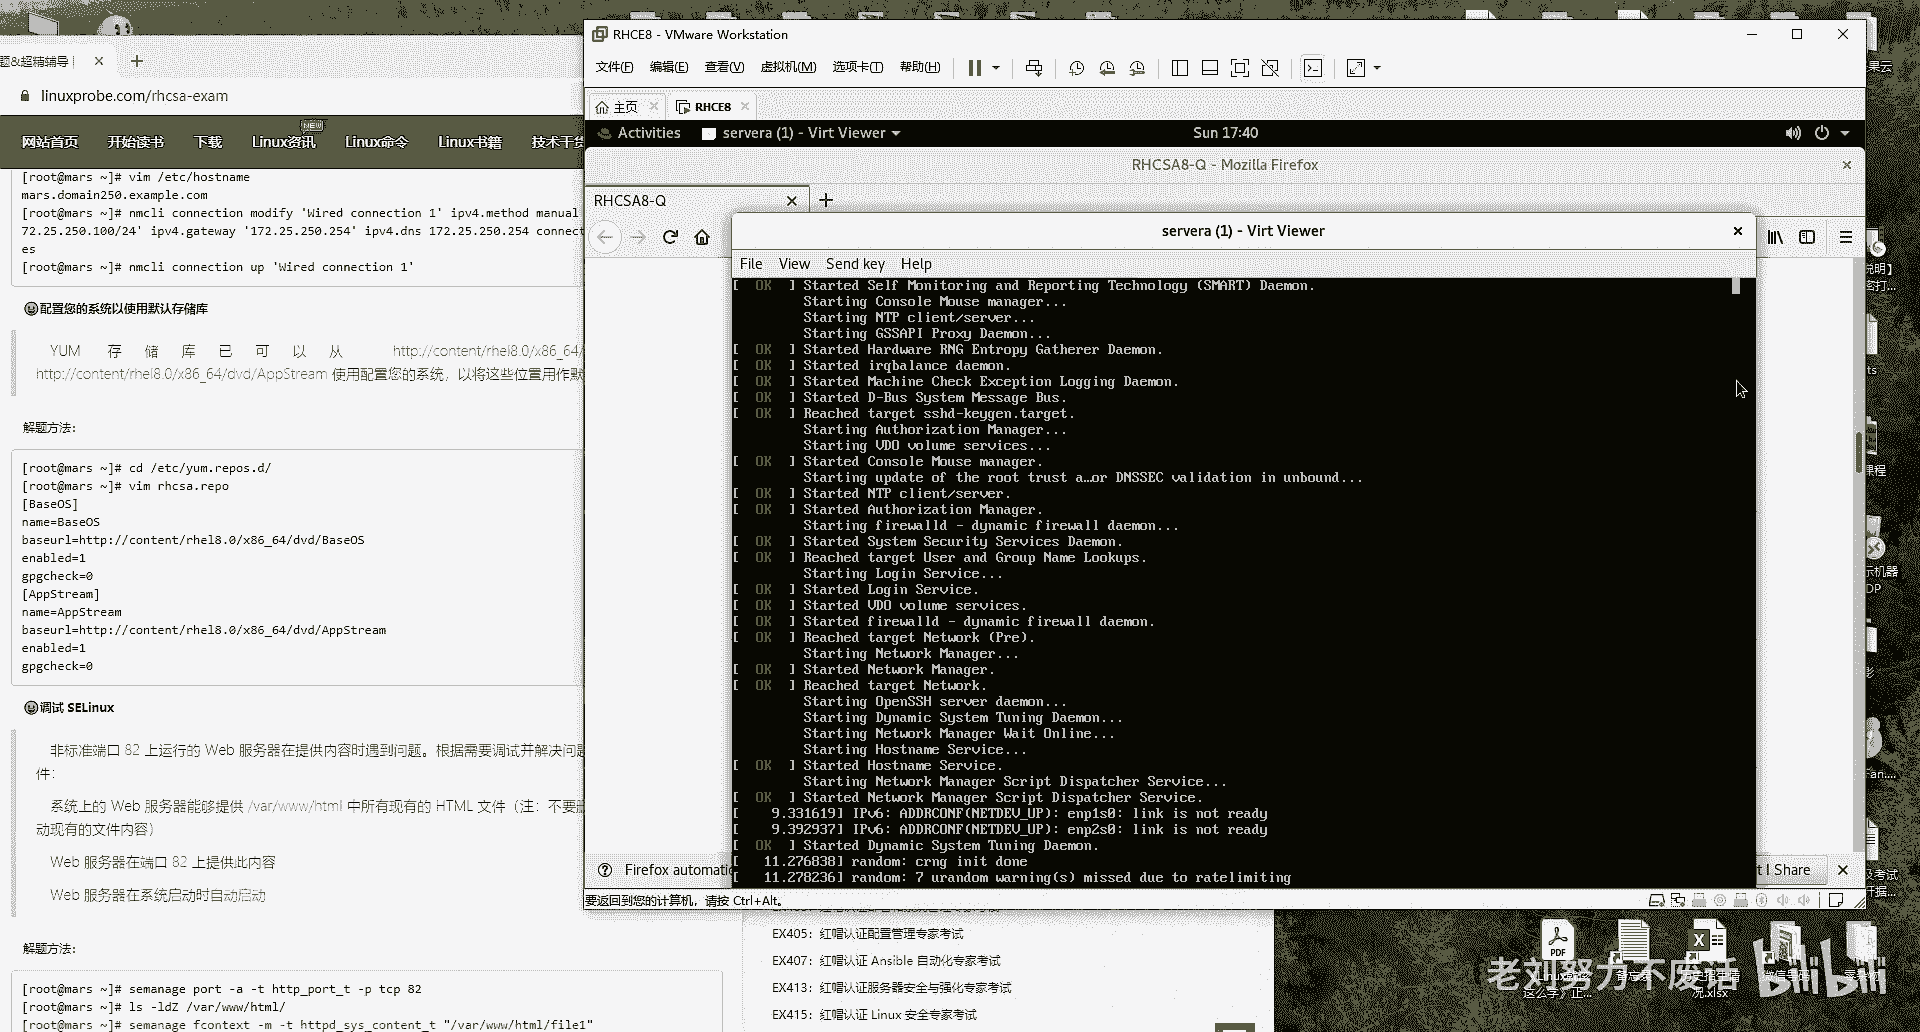 题&超精辅导
linuxprobe.com/rhcsa-exam
网站首页 开始读书 下载 Linux资讯 NEW Linux命令 Linux书籍 技术干货
[root@mars ~]# vim /etc/hostname
mars.domain250.example.com
[root@mars ~]# nmcli connection modify 'Wired connection 1' ipv4.method manual
72.25.250.100/24' ipv4.gateway '172.25.250.254' ipv4.dns 172.25.250.254 connect
es
[root@mars ~]# nmcli connection up 'Wired connection 1'
配置您的系统以使用默认存储库
YUM 存储库已可以从 http://content/rhel8.0/x86_64/
http://content/rhel8.0/x86_64/dvd/AppStream 使用配置您的系统，以将这些位置用作默
解题方法:
[root@mars ~]# cd /etc/yum.repos.d/
[root@mars ~]# vim rhcsa.repo
[BaseOS]
name=BaseOS
baseurl=http://content/rhel8.0/x86_64/dvd/BaseOS
enabled=1
gpgcheck=0
[AppStream]
name=AppStream
baseurl=http://content/rhel8.0/x86_64/dvd/AppStream
enabled=1
gpgcheck=0
调试 SELinux
非标准端口 82 上运行的 Web 服务器在提供内容时遇到问题。根据需要调试并解决问题
件：
系统上的 Web 服务器能够提供 /var/www/html 中所有现有的 HTML 文件（注：不要删
动现有的文件内容）
Web 服务器在端口 82 上提供此内容
Web 服务器在系统启动时自动启动
解题方法:
[root@mars ~]# semanage port -a -t http_port_t -p tcp 82
[root@mars ~]# ls -ldZ /var/www/html/
[root@mars ~]# semanage fcontext -m -t httpd_sys_content_t "/var/www/html/file1"
RHCE8 - VMware Workstation
文件(F) 编辑(E) 查看(V) 虚拟机(M) 选项卡(T) 帮助(H)
主页 RHCE8
Activities servera (1) - Virt Viewer Sun 17:40
RHCSA8-Q - Mozilla Firefox
RHCSA8-Q
servera (1) - Virt Viewer
File View Send key Help
[  OK  ] Started Self Monitoring and Reporting Technology (SMART) Daemon.
Starting Console Mouse manager...
Starting NTP client/server...
Starting GSSAPI Proxy Daemon...
[  OK  ] Started Hardware RNG Entropy Gatherer Daemon.
[  OK  ] Started irqbalance daemon.
[  OK  ] Started Machine Check Exception Logging Daemon.
[  OK  ] Started D-Bus System Message Bus.
[  OK  ] Reached target sshd-keygen.target.
Starting Authorization Manager...
Starting VDO volume services...
[  OK  ] Started Console Mouse manager.
Starting update of the root trust a…or DNSSEC validation in unbound...
[  OK  ] Started NTP client/server.
[  OK  ] Started Authorization Manager.
Starting firewalld - dynamic firewall daemon...
[  OK  ] Started System Security Services Daemon.
[  OK  ] Reached target User and Group Name Lookups.
Starting Login Service...
[  OK  ] Started Login Service.
[  OK  ] Started VDO volume services.
[  OK  ] Started firewalld - dynamic firewall daemon.
[  OK  ] Reached target Network (Pre).
Starting Network Manager...
[  OK  ] Started Network Manager.
[  OK  ] Reached target Network.
Starting OpenSSH server daemon...
Starting Dynamic System Tuning Daemon...
Starting Network Manager Wait Online...
Starting Hostname Service...
[  OK  ] Started Hostname Service.
Starting Network Manager Script Dispatcher Service...
[  OK  ] Started Network Manager Script Dispatcher Service.
[    9.331619] IPv6: ADDRCONF(NETDEV_UP): enp1s0: link is not ready
[    9.392937] IPv6: ADDRCONF(NETDEV_UP): enp2s0: link is not ready
[  OK  ] Started Dynamic System Tuning Daemon.
[   11.276838] random: crng init done
[   11.278236] random: 7 urandom warning(s) missed due to ratelimiting
Firefox automatic
t I Share
要返回到您的计算机，请按 Ctrl+Alt。
EX405：红帽认证配置管理专家考试
EX407：红帽认证 Ansible 自动化专家考试
EX413：红帽认证服务器安全与强化专家考试
EX415：红帽认证 Linux 安全专家考试
果云
课程
示机器
DP
PDF
老刘努力不废话 bilibili